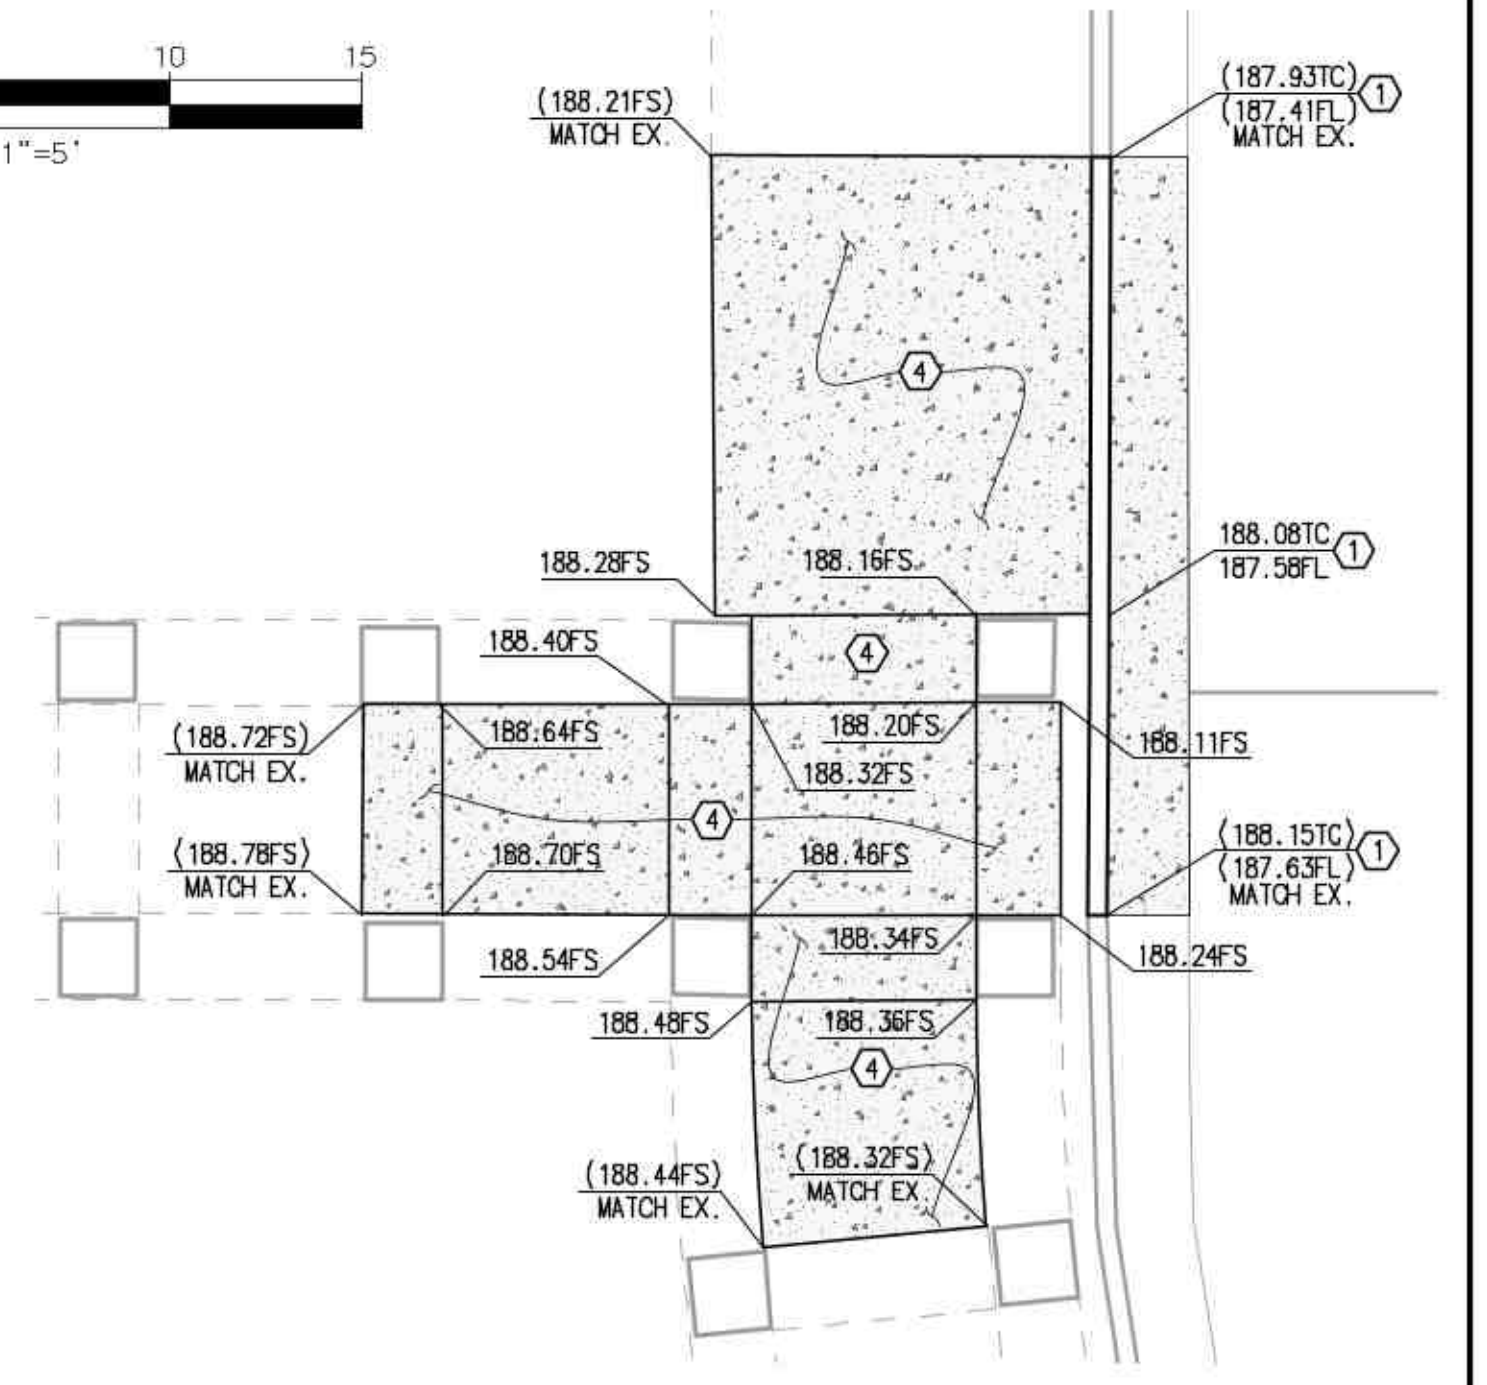 10 15
1"=5'
(188.21FS)
MATCH EX.
(187.93TC) 1
(187.41FL)
MATCH EX.
4
188.28FS
188.16FS
188.08TC 1
187.58FL
188.40FS
4
(188.72FS)
MATCH EX.
188.64FS
188.20FS
188.11FS
188.32FS
4
(188.78FS)
MATCH EX.
188.70FS
188.46FS
(188.15TC) 1
(187.63FL)
MATCH EX.
188.54FS
188.34FS
188.24FS
188.48FS
188.36FS
4
(188.44FS)
MATCH EX.
(188.32FS)
MATCH EX.